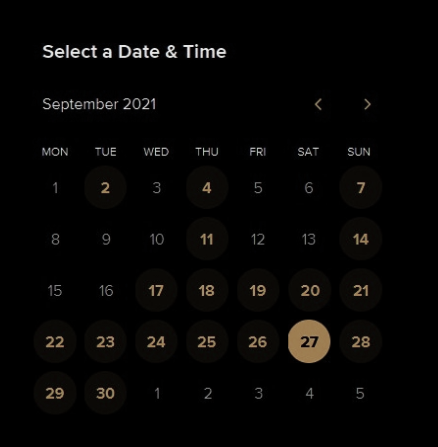 Select a Date & Time
September 2021
MON TUE WED THU FRI SAT SUN
1 2 3 4 5 6 7
8 9 10 11 12 13 14
15 16 17 18 19 20 21
22 23 24 25 26 27 28
29 30 1 2 3 4 5